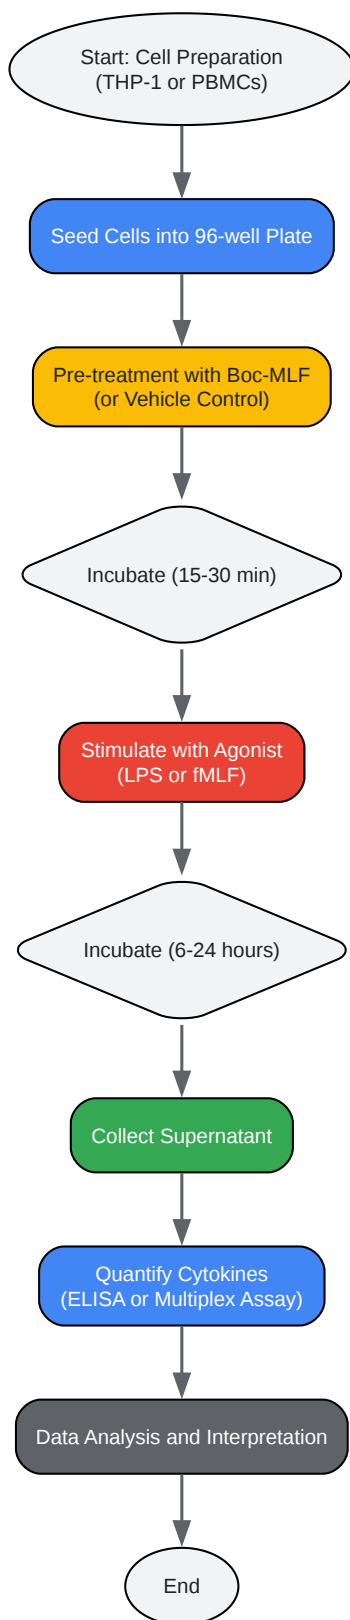 Start: Cell Preparation
(THP-1 or PBMCs)
Seed Cells into 96-well Plate
Pre-treatment with Boc-MLF
(or Vehicle Control)
Incubate (15-30 min)
Stimulate with Agonist
(LPS or fMLF)
Incubate (6-24 hours)
Collect Supernatant
Quantify Cytokines
(ELISA or Multiplex Assay)
Data Analysis and Interpretation
End